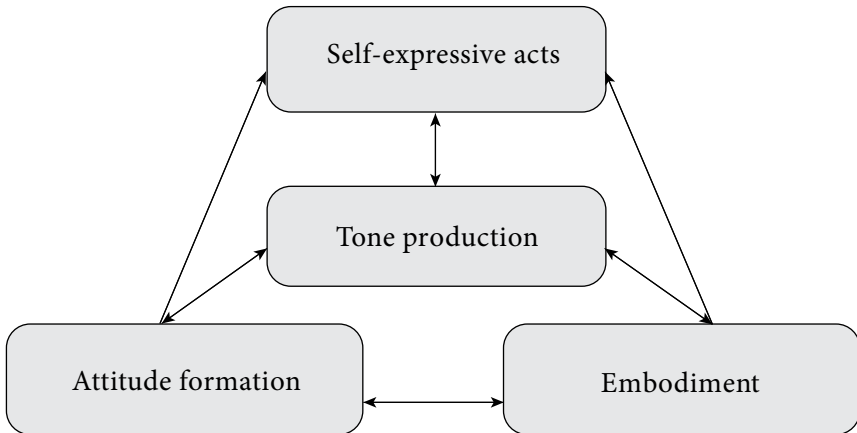 Self-expressive acts
Tone production
Attitude formation
Embodiment